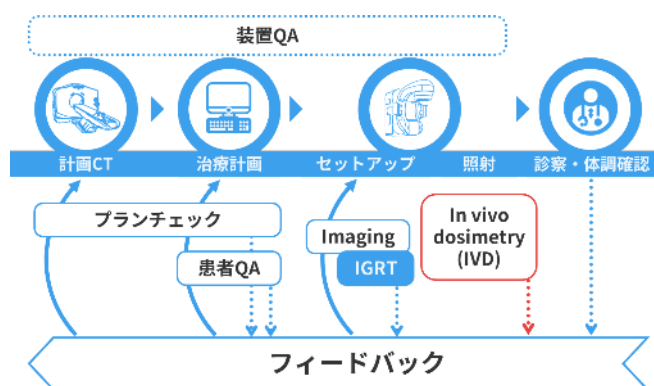 装置QA
計画CT
治療計画
セットアップ
照射
診察・体調確認
プランチェック
患者QA
Imaging
IGRT
In vivo
dosimetry
(IVD)
フィードバック